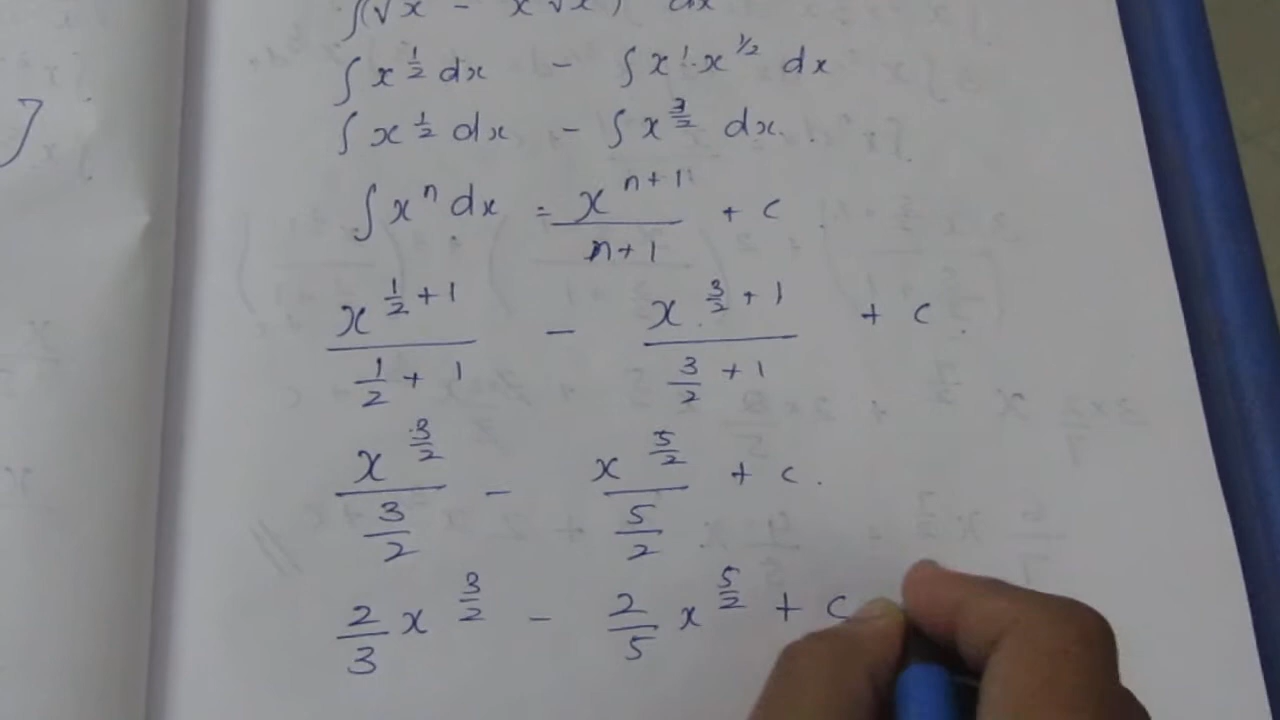 ∫(√x - x√x) dx
∫ x^(1/2) dx - ∫ x^1 · x^(1/2) dx
∫ x^(1/2) dx - ∫ x^(3/2) dx.
∫ x^n dx = x^(n+1)/(n+1) + c
x^(1/2 + 1)/(1/2 + 1) - x^(3/2 + 1)/(3/2 + 1) + c.
x^(3/2)/(3/2) - x^(5/2)/(5/2) + c.
2/3 x^(3/2) - 2/5 x^(5/2) + c